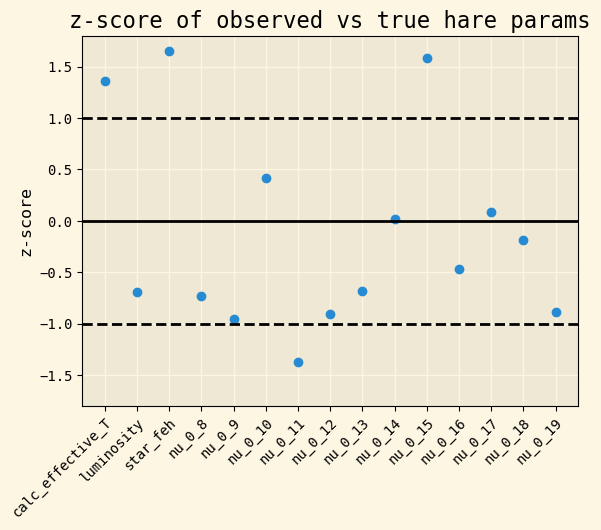 z-score of observed vs true hare params
z-score
1.5
1.0
0.5
0.0
−0.5
−1.0
−1.5
calc_effective_T
luminosity
star_feh
nu_0_8
nu_0_9
nu_0_10
nu_0_11
nu_0_12
nu_0_13
nu_0_14
nu_0_15
nu_0_16
nu_0_17
nu_0_18
nu_0_19